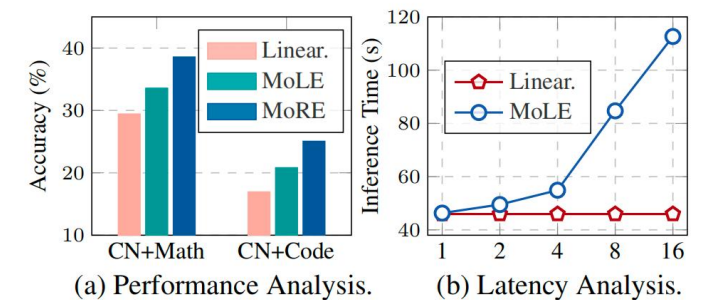 Accuracy (%)
40
30
20
10
Linear.
MoLE
MoRE
CN+Math
CN+Code
(a) Performance Analysis.
Inference Time (s)
120
100
80
60
40
Linear.
MoLE
1
2
4
8
16
(b) Latency Analysis.